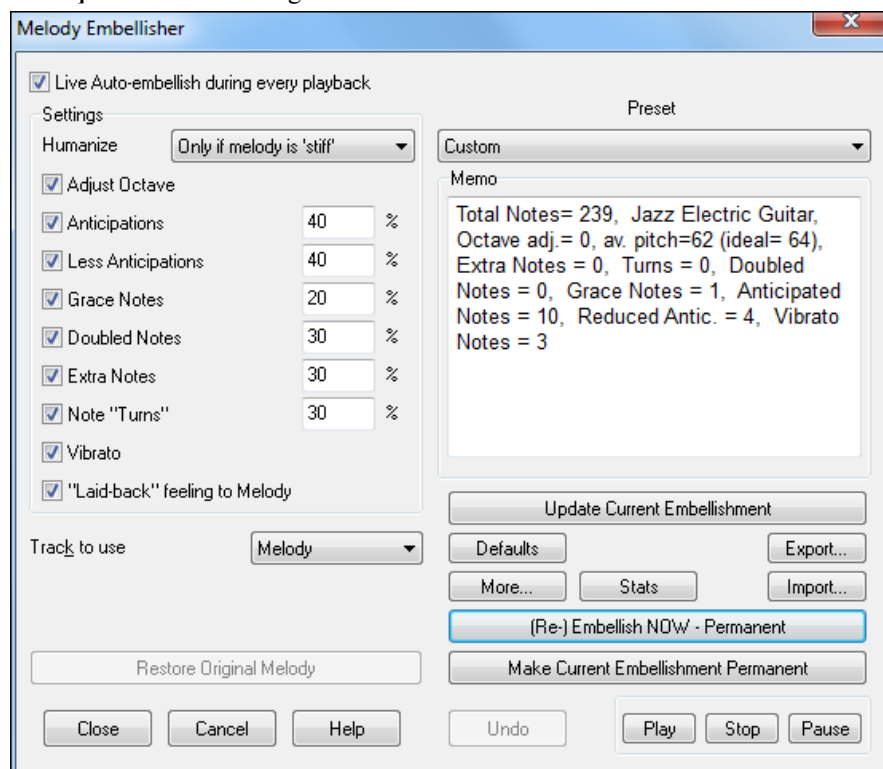 Melody Embellisher
Live Auto-embellish during every playback
Settings
Humanize Only if melody is 'stiff'
Adjust Octave
Anticipations 40 %
Less Anticipations 40 %
Grace Notes 20 %
Doubled Notes 30 %
Extra Notes 30 %
Note "Turns" 30 %
Vibrato
"Laid-back" feeling to Melody
Track to use Melody
Restore Original Melody
Close Cancel Help
Preset
Custom
Memo
Total Notes= 239, Jazz Electric Guitar,
Octave adj.= 0, av. pitch=62 (ideal= 64),
Extra Notes = 0, Turns = 0, Doubled
Notes = 0, Grace Notes = 1, Anticipated
Notes = 10, Reduced Antic. = 4, Vibrato
Notes = 3
Update Current Embellishment
Defaults Export...
More... Stats Import...
(Re-) Embellish NOW - Permanent
Make Current Embellishment Permanent
Undo Play Stop Pause